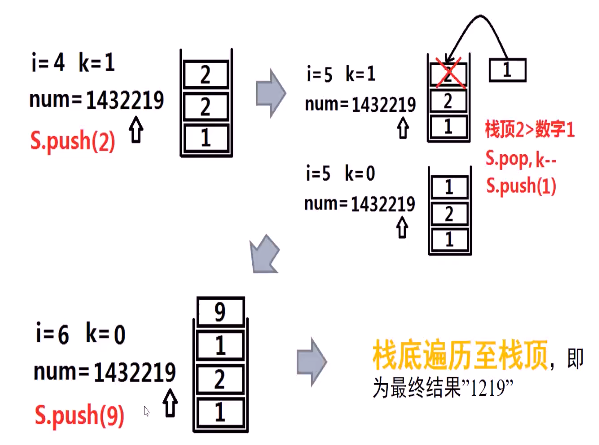 i=4 k=1
num=1432219
S.push(2)
2
2
1
i=5 k=1
num=1432219
2
2
1
1
栈顶2>数字1
S.pop,k--
S.push(1)
i=5 k=0
num=1432219
1
2
1
i=6 k=0
num=1432219
S.push(9)
9
1
2
1
栈底遍历至栈顶，即
为最终结果”1219”